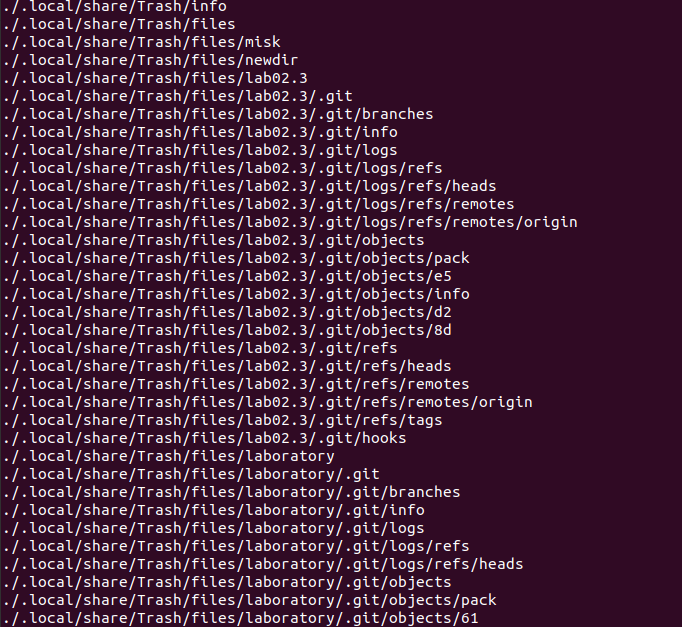 ./.local/share/Trash/info
./.local/share/Trash/files
./.local/share/Trash/files/misk
./.local/share/Trash/files/newdir
./.local/share/Trash/files/lab02.3
./.local/share/Trash/files/lab02.3/.git
./.local/share/Trash/files/lab02.3/.git/branches
./.local/share/Trash/files/lab02.3/.git/info
./.local/share/Trash/files/lab02.3/.git/logs
./.local/share/Trash/files/lab02.3/.git/logs/refs
./.local/share/Trash/files/lab02.3/.git/logs/refs/heads
./.local/share/Trash/files/lab02.3/.git/logs/refs/remotes
./.local/share/Trash/files/lab02.3/.git/logs/refs/remotes/origin
./.local/share/Trash/files/lab02.3/.git/objects
./.local/share/Trash/files/lab02.3/.git/objects/pack
./.local/share/Trash/files/lab02.3/.git/objects/e5
./.local/share/Trash/files/lab02.3/.git/objects/info
./.local/share/Trash/files/lab02.3/.git/objects/d2
./.local/share/Trash/files/lab02.3/.git/objects/8d
./.local/share/Trash/files/lab02.3/.git/refs
./.local/share/Trash/files/lab02.3/.git/refs/heads
./.local/share/Trash/files/lab02.3/.git/refs/remotes
./.local/share/Trash/files/lab02.3/.git/refs/remotes/origin
./.local/share/Trash/files/lab02.3/.git/refs/tags
./.local/share/Trash/files/lab02.3/.git/hooks
./.local/share/Trash/files/laboratory
./.local/share/Trash/files/laboratory/.git
./.local/share/Trash/files/laboratory/.git/branches
./.local/share/Trash/files/laboratory/.git/info
./.local/share/Trash/files/laboratory/.git/logs
./.local/share/Trash/files/laboratory/.git/logs/refs
./.local/share/Trash/files/laboratory/.git/logs/refs/heads
./.local/share/Trash/files/laboratory/.git/objects
./.local/share/Trash/files/laboratory/.git/objects/pack
./.local/share/Trash/files/laboratory/.git/objects/61